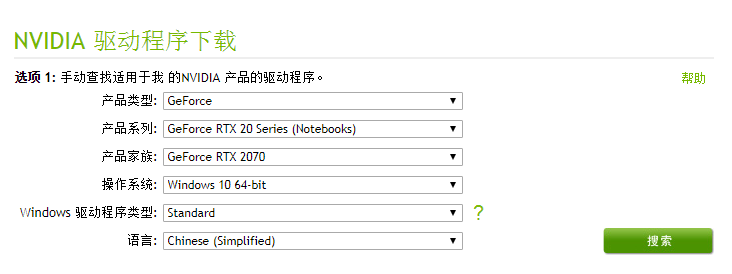 NVIDIA 驱动程序下载
选项 1: 手动查找适用于我 的NVIDIA 产品的驱动程序。 帮助
产品类型: GeForce
产品系列: GeForce RTX 20 Series (Notebooks)
产品家族: GeForce RTX 2070
操作系统: Windows 10 64-bit
Windows 驱动程序类型: Standard ?
语言: Chinese (Simplified) 搜索